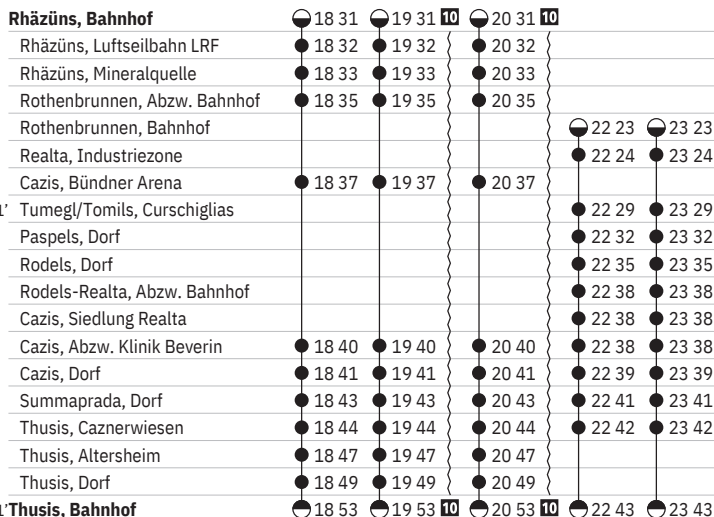 Rhäzüns, Bahnhof 18 31 19 31 10 20 31 10
Rhäzüns, Luftseilbahn LRF 18 32 19 32 20 32
Rhäzüns, Mineralquelle 18 33 19 33 20 33
Rothenbrunnen, Abzw. Bahnhof 18 35 19 35 20 35
Rothenbrunnen, Bahnhof 22 23 23 23
Realta, Industriezone 22 24 23 24
Cazis, Bündner Arena 18 37 19 37 20 37
1' Tumegl/Tomils, Curschiglias 22 29 23 29
Paspels, Dorf 22 32 23 32
Rodels, Dorf 22 35 23 35
Rodels-Realta, Abzw. Bahnhof 22 38 23 38
Cazis, Siedlung Realta 22 38 23 38
Cazis, Abzw. Klinik Beverin 18 40 19 40 20 40 22 38 23 38
Cazis, Dorf 18 41 19 41 20 41 22 39 23 39
Summaprada, Dorf 18 43 19 43 20 43 22 41 23 41
Thusis, Caznerwiesen 18 44 19 44 20 44 22 42 23 42
Thusis, Altersheim 18 47 19 47 20 47
Thusis, Dorf 18 49 19 49 20 49
1' Thusis, Bahnhof 18 53 19 53 10 20 53 10 22 43 23 43